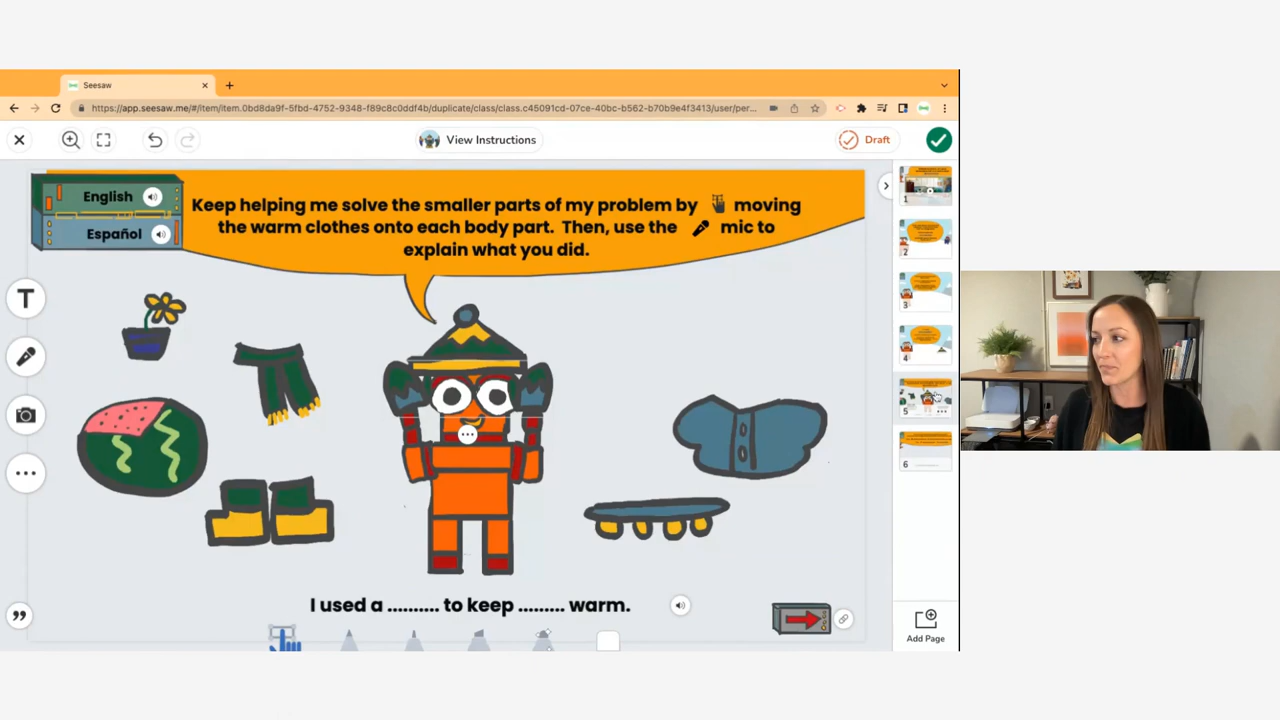 Seesaw
https://app.seesaw.me/#/item/item.0bd8da9f-5fbd-4752-9348-f89c8c0ddf4b/duplicate/class/class.c45091cd-07ce-40bc-b562-b70b9e4f3413/user/per...
View Instructions
Draft
English
Español
Keep helping me solve the smaller parts of my problem by moving
the warm clothes onto each body part. Then, use the mic to
explain what you did.
T
I used a .......... to keep ......... warm.
1
2
3
4
5
6
Add Page